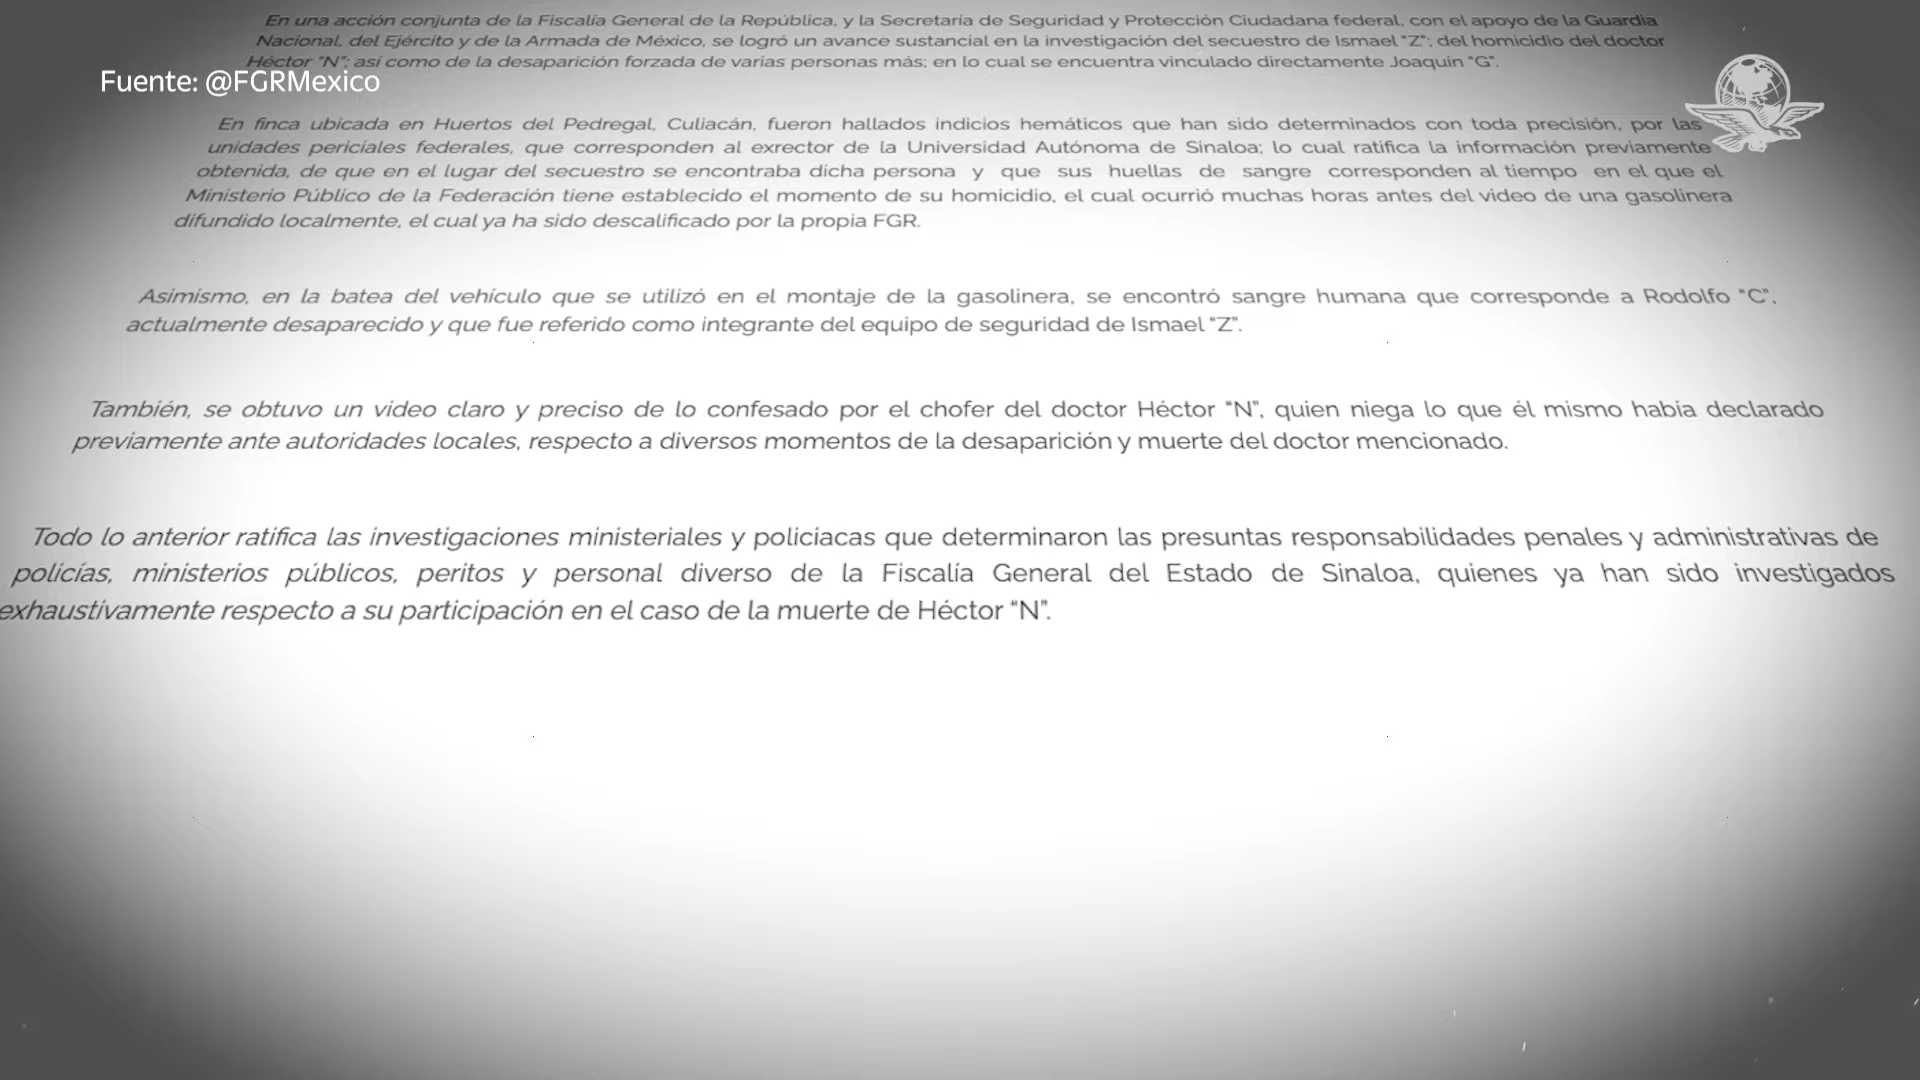 En una acción conjunta de la Fiscalía General de la República, y la Secretaría de Seguridad y Protección Ciudadana federal, con el apoyo de la Guardia
Nacional, del Ejército y de la Armada de México, se logró un avance sustancial en la investigación del secuestro de Ismael “Z”; del homicidio del doctor
Héctor “N”; así como de la desaparición forzada de varias personas más; en lo cual se encuentra vinculado directamente Joaquín “G”.
Fuente: @FGRMexico
En finca ubicada en Huertos del Pedregal, Culiacán, fueron hallados indicios hemáticos que han sido determinados con toda precisión, por las
unidades periciales federales, que corresponden al exrector de la Universidad Autónoma de Sinaloa; lo cual ratifica la información previamente
obtenida, de que en el lugar del secuestro se encontraba dicha persona y que sus huellas de sangre corresponden al tiempo en el que el
Ministerio Público de la Federación tiene establecido el momento de su homicidio, el cual ocurrió muchas horas antes del video de una gasolinera
difundido localmente, el cual ya ha sido descalificado por la propia FGR.
Asimismo, en la batea del vehículo que se utilizó en el montaje de la gasolinera, se encontró sangre humana que corresponde a Rodolfo “C”,
actualmente desaparecido y que fue referido como integrante del equipo de seguridad de Ismael “Z”.
También, se obtuvo un video claro y preciso de lo confesado por el chofer del doctor Héctor “N”, quien niega lo que él mismo había declarado
previamente ante autoridades locales, respecto a diversos momentos de la desaparición y muerte del doctor mencionado.
Todo lo anterior ratifica las investigaciones ministeriales y policiacas que determinaron las presuntas responsabilidades penales y administrativas de
policías, ministerios públicos, peritos y personal diverso de la Fiscalía General del Estado de Sinaloa, quienes ya han sido investigados
exhaustivamente respecto a su participación en el caso de la muerte de Héctor “N”.